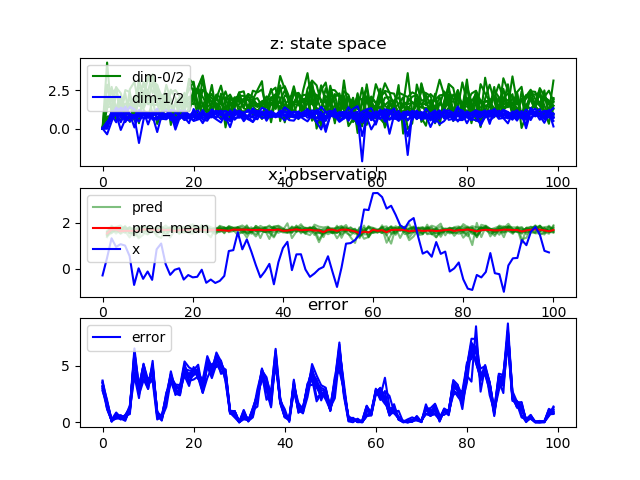 z: state space
dim-0/2
dim-1/2
2.5
0.0
0 20 40 60 80 100
x: observation
pred
pred_mean
x
2
0
0 20 40 60 80 100
error
error
5
0
0 20 40 60 80 100